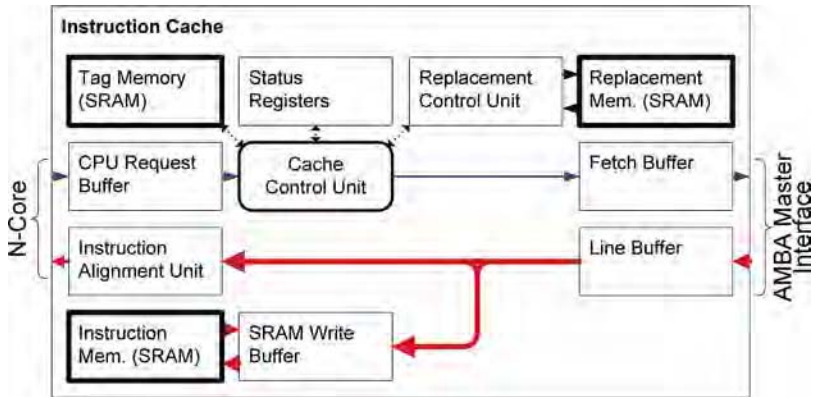 Instruction Cache
Tag Memory
(SRAM)
Status
Registers
Replacement
Control Unit
Replacement
Mem. (SRAM)
CPU Request
Buffer
Cache
Control Unit
Fetch Buffer
N-Core
AMBA Master
Interface
Instruction
Alignment Unit
Line Buffer
Instruction
Mem. (SRAM)
SRAM Write
Buffer